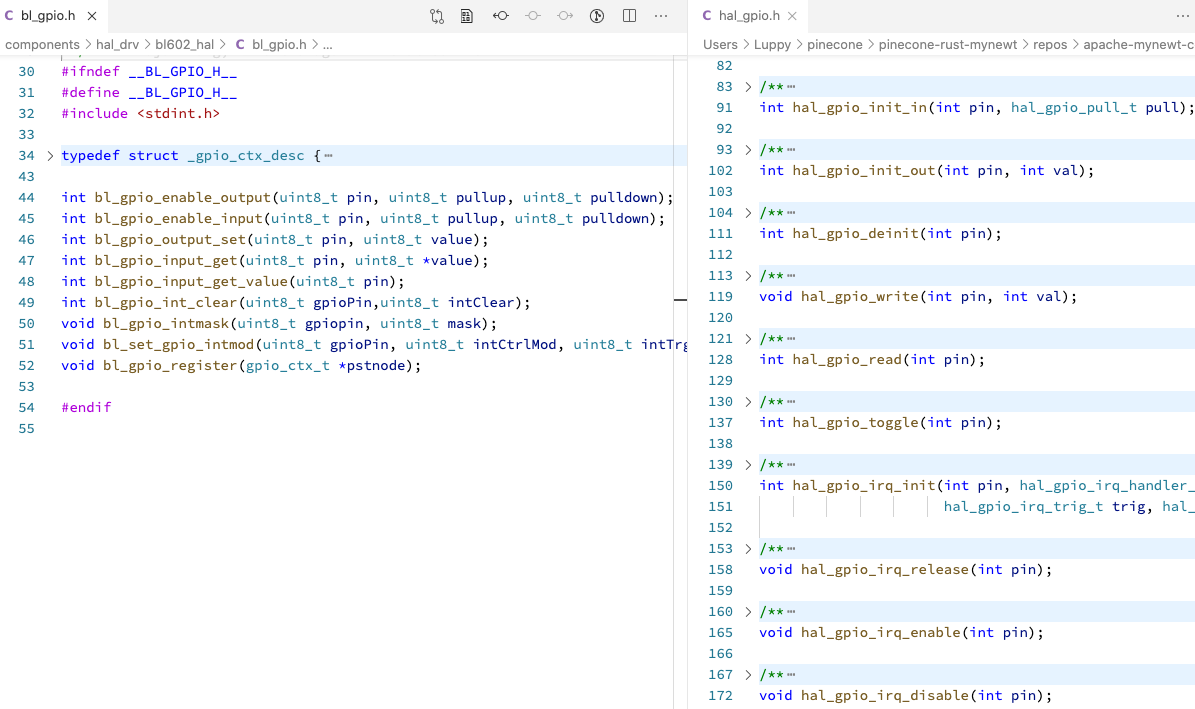 bl_gpio.h
components > hal_drv > bl602_hal > C bl_gpio.h > ...
30 #ifndef __BL_GPIO_H__
31 #define __BL_GPIO_H__
32 #include <stdint.h>
33
34 typedef struct _gpio_ctx_desc {⋯
43
44 int bl_gpio_enable_output(uint8_t pin, uint8_t pullup, uint8_t pulldown);
45 int bl_gpio_enable_input(uint8_t pin, uint8_t pullup, uint8_t pulldown);
46 int bl_gpio_output_set(uint8_t pin, uint8_t value);
47 int bl_gpio_input_get(uint8_t pin, uint8_t *value);
48 int bl_gpio_input_get_value(uint8_t pin);
49 int bl_gpio_int_clear(uint8_t gpioPin,uint8_t intClear);
50 void bl_gpio_intmask(uint8_t gpiopin, uint8_t mask);
51 void bl_set_gpio_intmod(uint8_t gpioPin, uint8_t intCtrlMod, uint8_t intTrg
52 void bl_gpio_register(gpio_ctx_t *pstnode);
53
54 #endif
55
C hal_gpio.h
Users > Luppy > pinecone > pinecone-rust-mynewt > repos > apache-mynewt-c
82
83 /**⋯
91 int hal_gpio_init_in(int pin, hal_gpio_pull_t pull);
92
93 /**⋯
102 int hal_gpio_init_out(int pin, int val);
103
104 /**⋯
111 int hal_gpio_deinit(int pin);
112
113 /**⋯
119 void hal_gpio_write(int pin, int val);
120
121 /**⋯
128 int hal_gpio_read(int pin);
129
130 /**⋯
137 int hal_gpio_toggle(int pin);
138
139 /**⋯
150 int hal_gpio_irq_init(int pin, hal_gpio_irq_handler_
151 hal_gpio_irq_trig_t trig, hal_
152
153 /**⋯
158 void hal_gpio_irq_release(int pin);
159
160 /**⋯
165 void hal_gpio_irq_enable(int pin);
166
167 /**⋯
172 void hal_gpio_irq_disable(int pin);